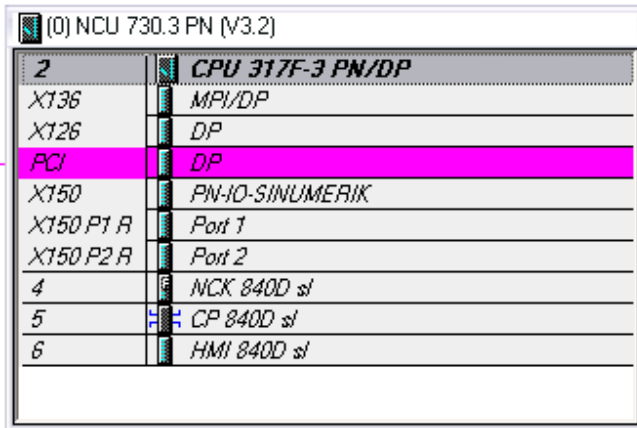 (0) NCU 730.3 PN (V3.2)
2 CPU 317F-3 PN/DP
X136 MPI/DP
X126 DP
PCI DP
X150 PN-IO-SINUMERIK
X150 P1 R Port 1
X150 P2 R Port 2
4 NCK 840D sl
5 CP 840D sl
6 HMI 840D sl